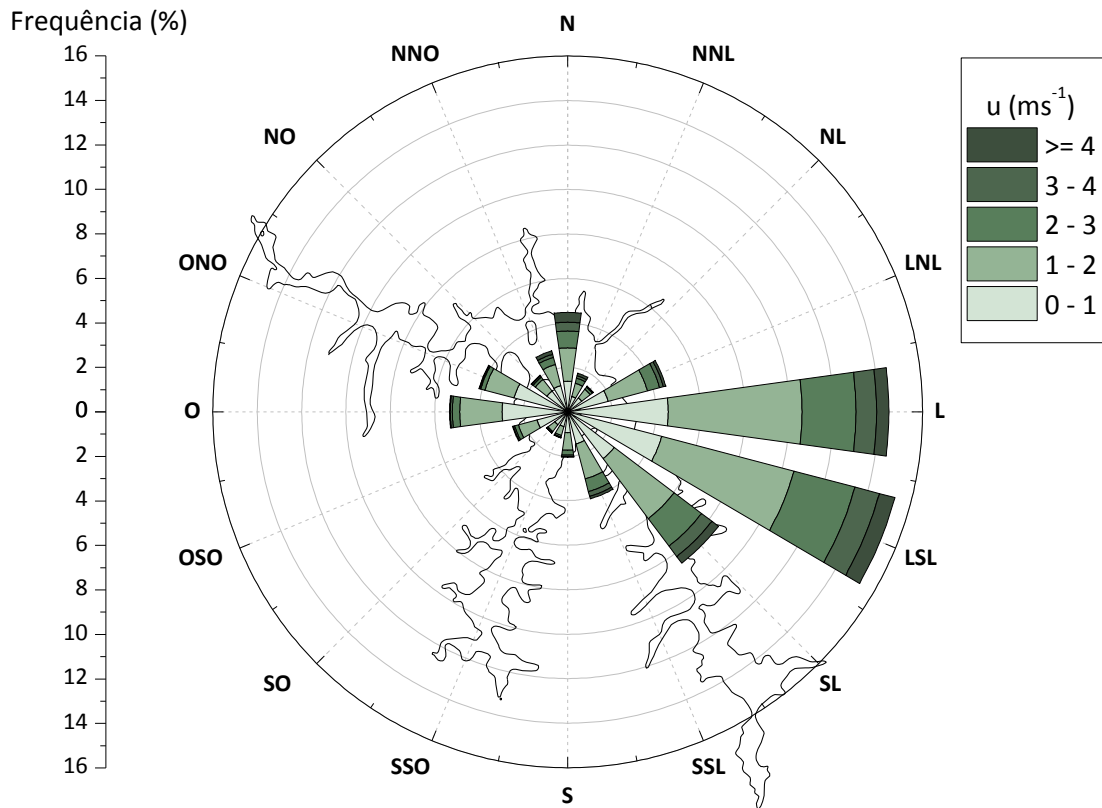 Frequência (%)
16
14
12
10
8
6
4
2
0
2
4
6
8
10
12
14
16
N
NNL
NL
LNL
L
LSL
SL
SSL
S
SSO
SO
OSO
O
ONO
NO
NNO
u (ms⁻¹)
>= 4
3 - 4
2 - 3
1 - 2
0 - 1